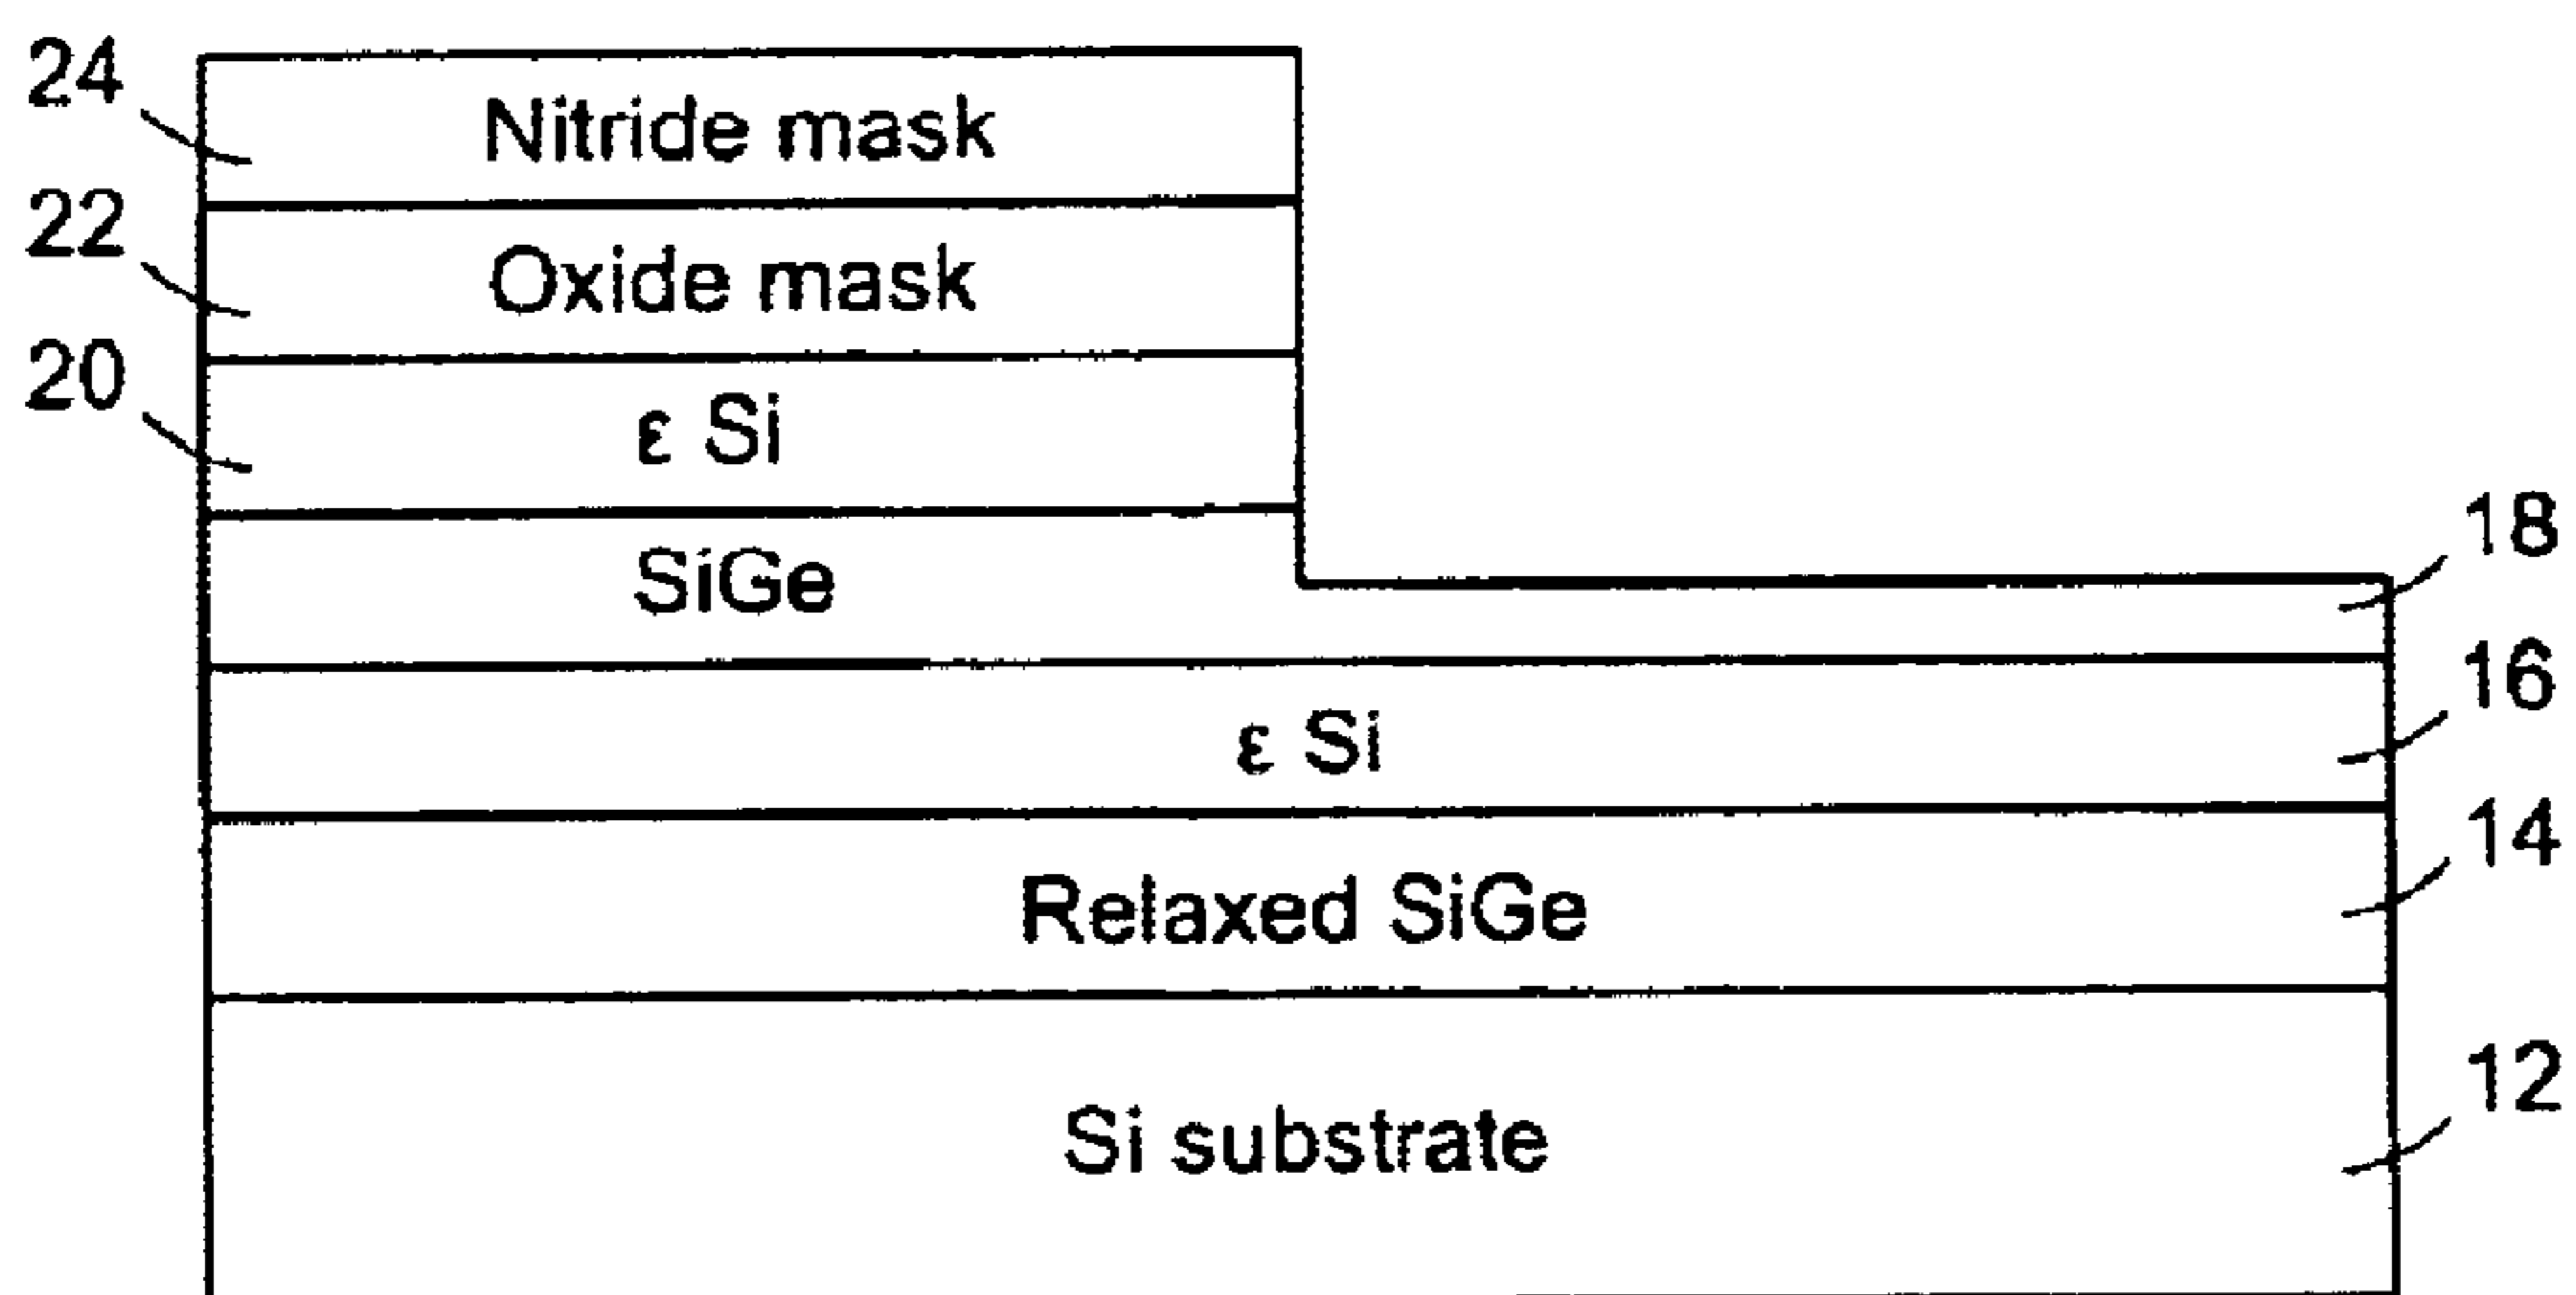 24
Nitride mask
22
Oxide mask
20
ε Si
SiGe
18
16
ε Si
14
Relaxed SiGe
12
Si substrate